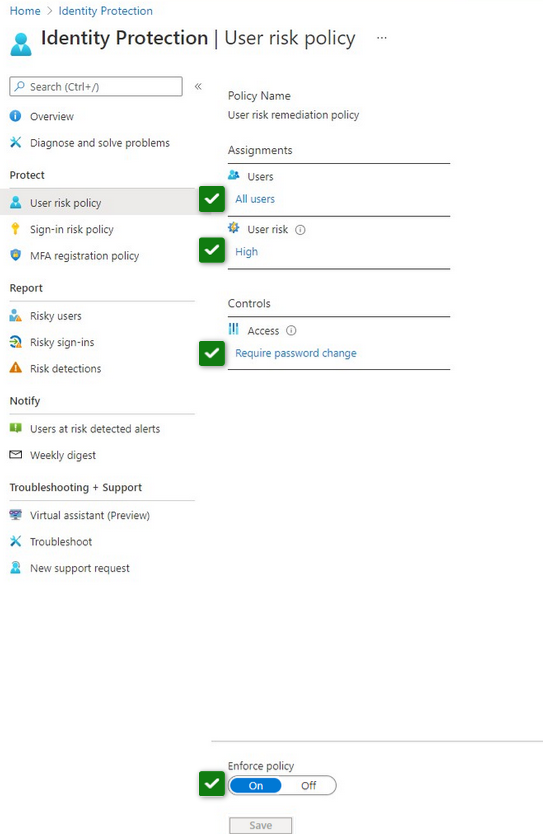 Home > Identity Protection
Identity Protection | User risk policy ...
Search (Ctrl+/) «
Overview
Diagnose and solve problems
Protect
User risk policy
Sign-in risk policy
MFA registration policy
Report
Risky users
Risky sign-ins
Risk detections
Notify
Users at risk detected alerts
Weekly digest
Troubleshooting + Support
Virtual assistant (Preview)
Troubleshoot
New support request
Policy Name
User risk remediation policy
Assignments
Users
All users
User risk
High
Controls
Access
Require password change
Enforce policy
On Off
Save